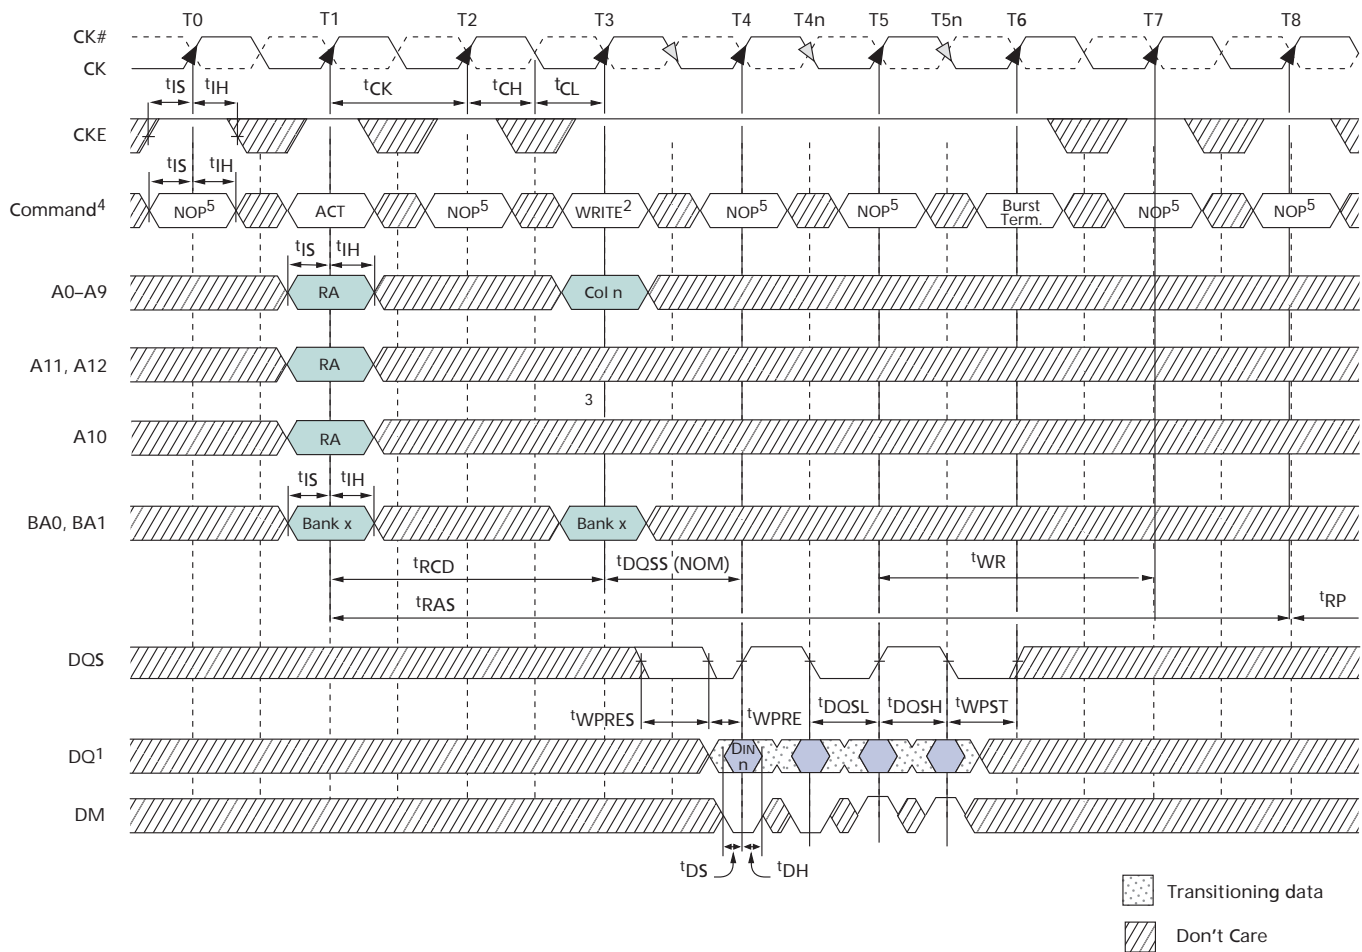 T0 T1 T2 T3 T4 T4n T5 T5n T6 T7 T8
CK#
CK
tIS tIH tCK tCH tCL
CKE
tIS tIH
Command4 NOP5 ACT NOP5 WRITE2 NOP5 NOP5 Burst Term. NOP5 NOP5
tIS tIH
A0–A9 RA Col n
A11, A12 RA
3
A10 RA
tIS tIH
BA0, BA1 Bank x Bank x
tRCD tDQSS (NOM) tWR
tRAS tRP
DQS
tWPRES tWPRE tDQSL tDQSH tWPST
DQ1 DIN n
DM
tDS tDH
Transitioning data
Don't Care